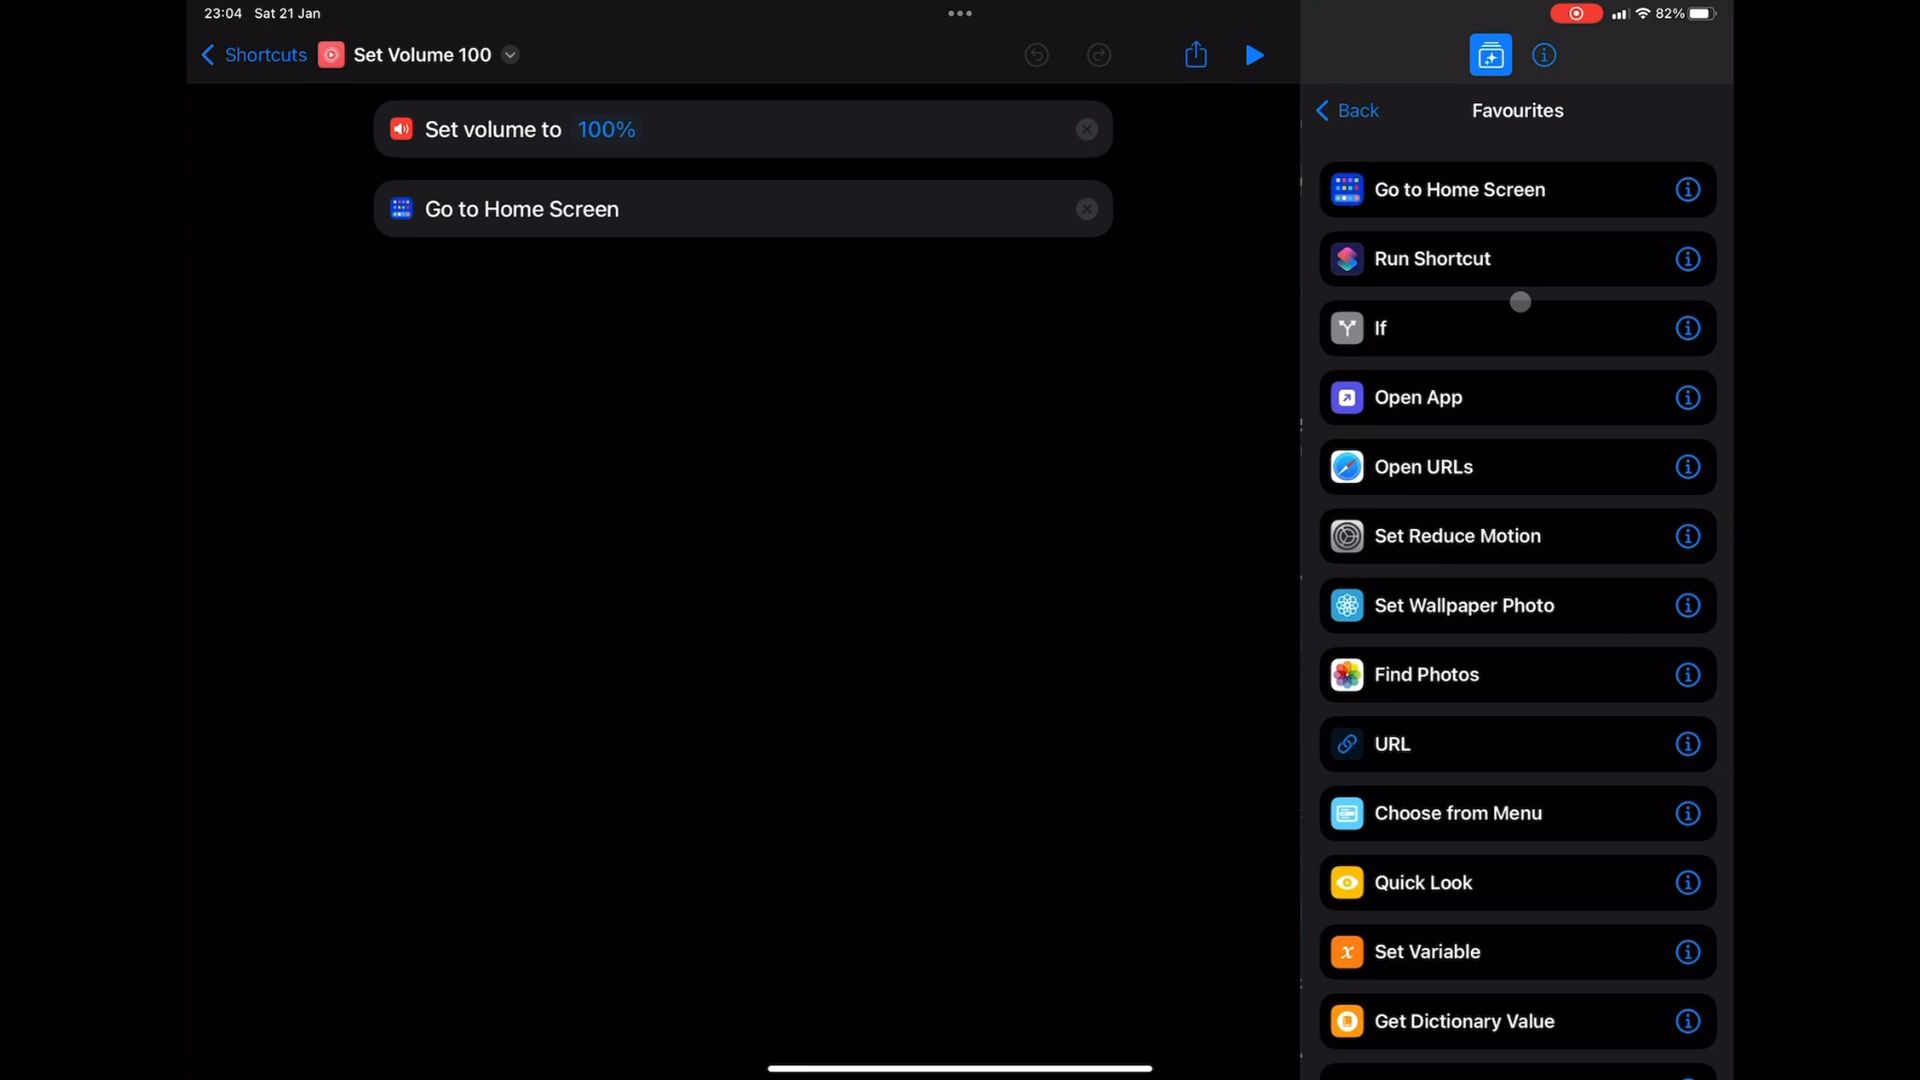 23:04 Sat 21 Jan
82%
Shortcuts
Set Volume 100
Set volume to 100%
Go to Home Screen
Back
Favourites
Go to Home Screen
Run Shortcut
If
Open App
Open URLs
Set Reduce Motion
Set Wallpaper Photo
Find Photos
URL
Choose from Menu
Quick Look
Set Variable
Get Dictionary Value